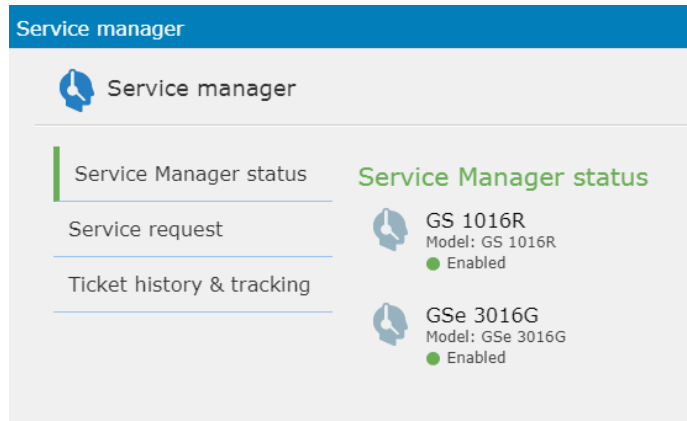 Service manager
Service manager
Service Manager status
Service request
Ticket history & tracking
Service Manager status
GS 1016R
Model: GS 1016R
Enabled
GSe 3016G
Model: GSe 3016G
Enabled